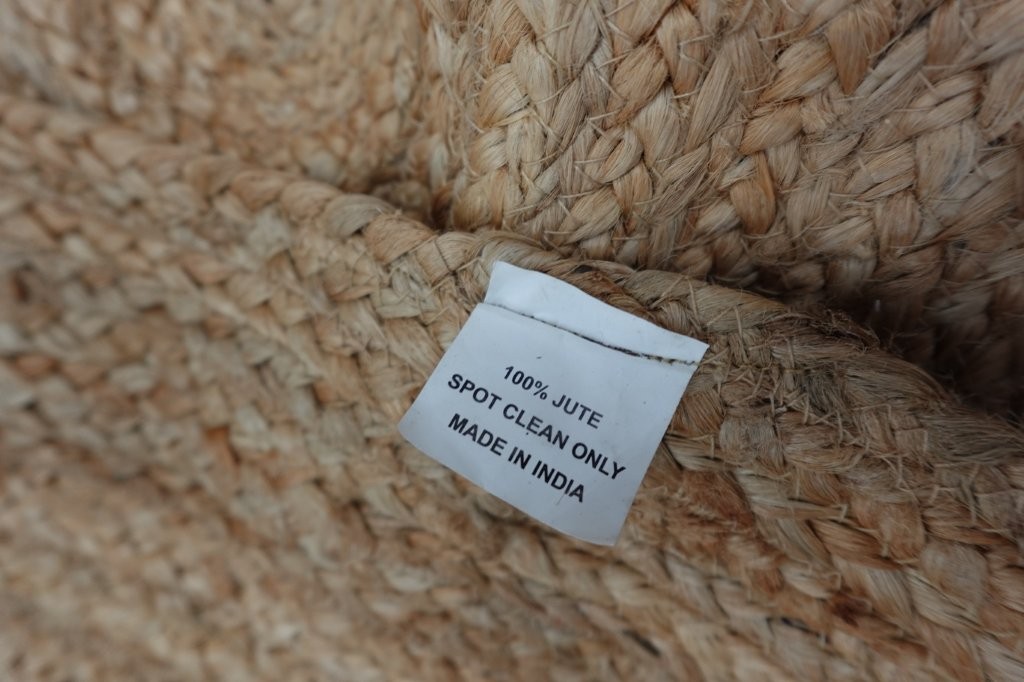 100% JUTE
SPOT CLEAN ONLY
MADE IN INDIA